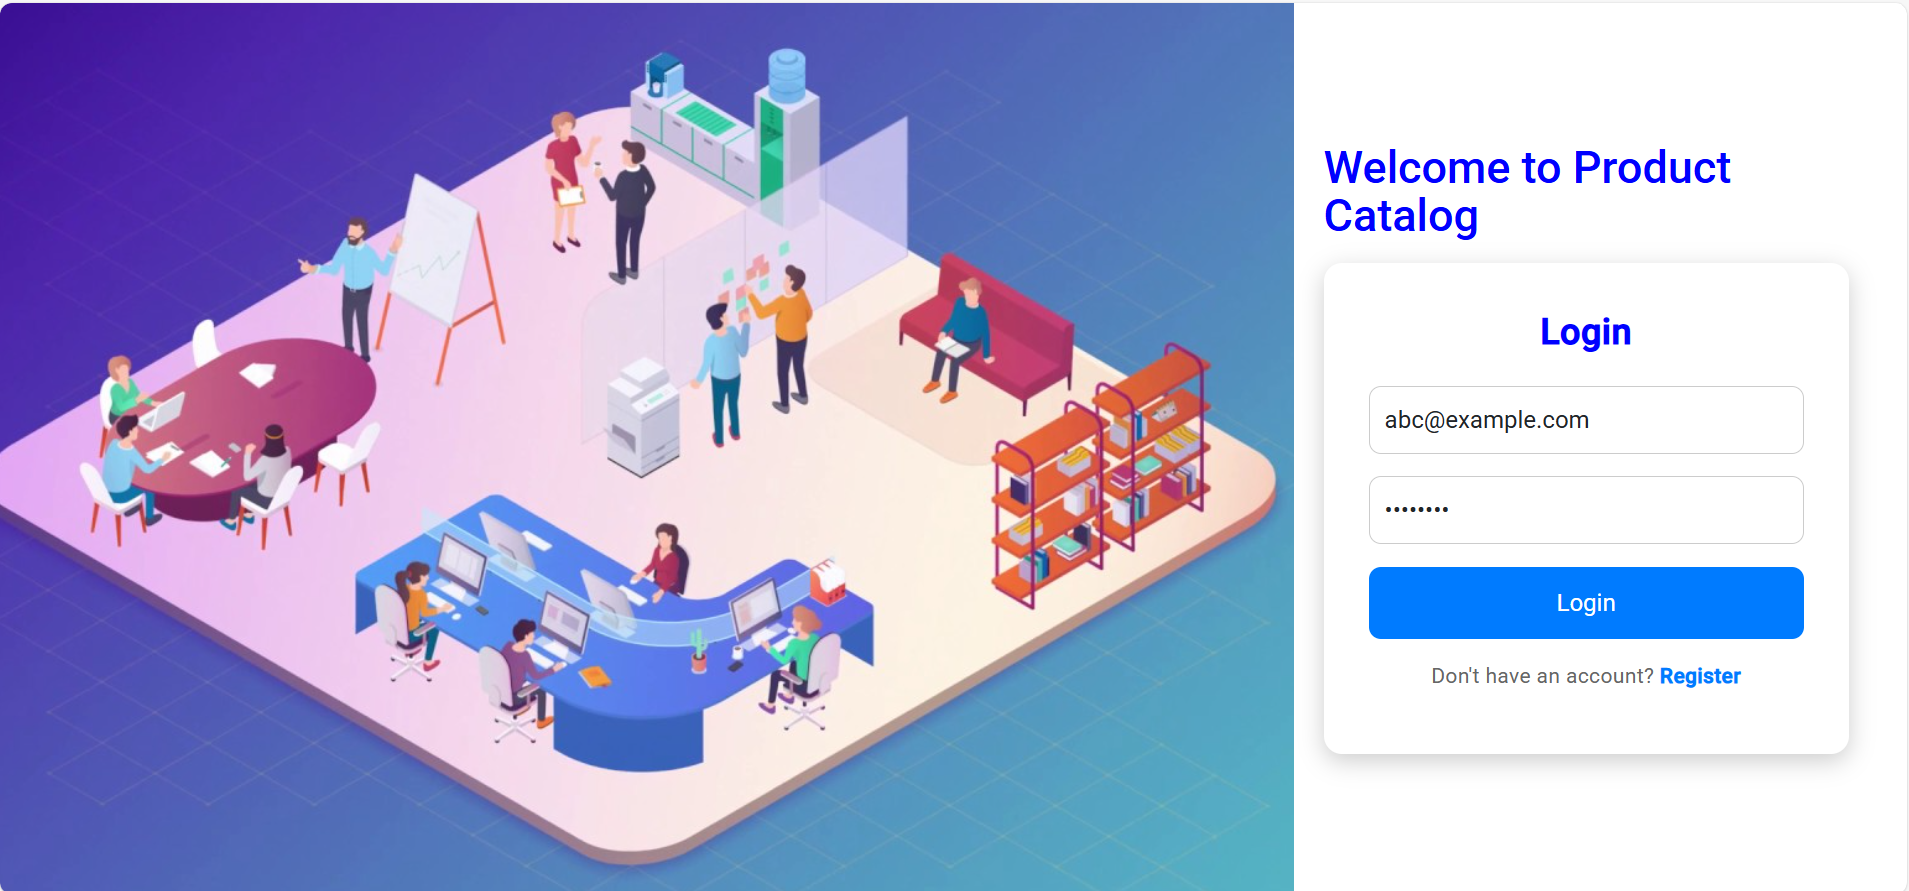 Welcome to Product
Catalog
Login
abc@example.com
••••••••
Login
Don't have an account? Register